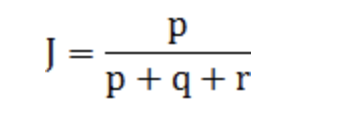 J = p / (p + q + r)